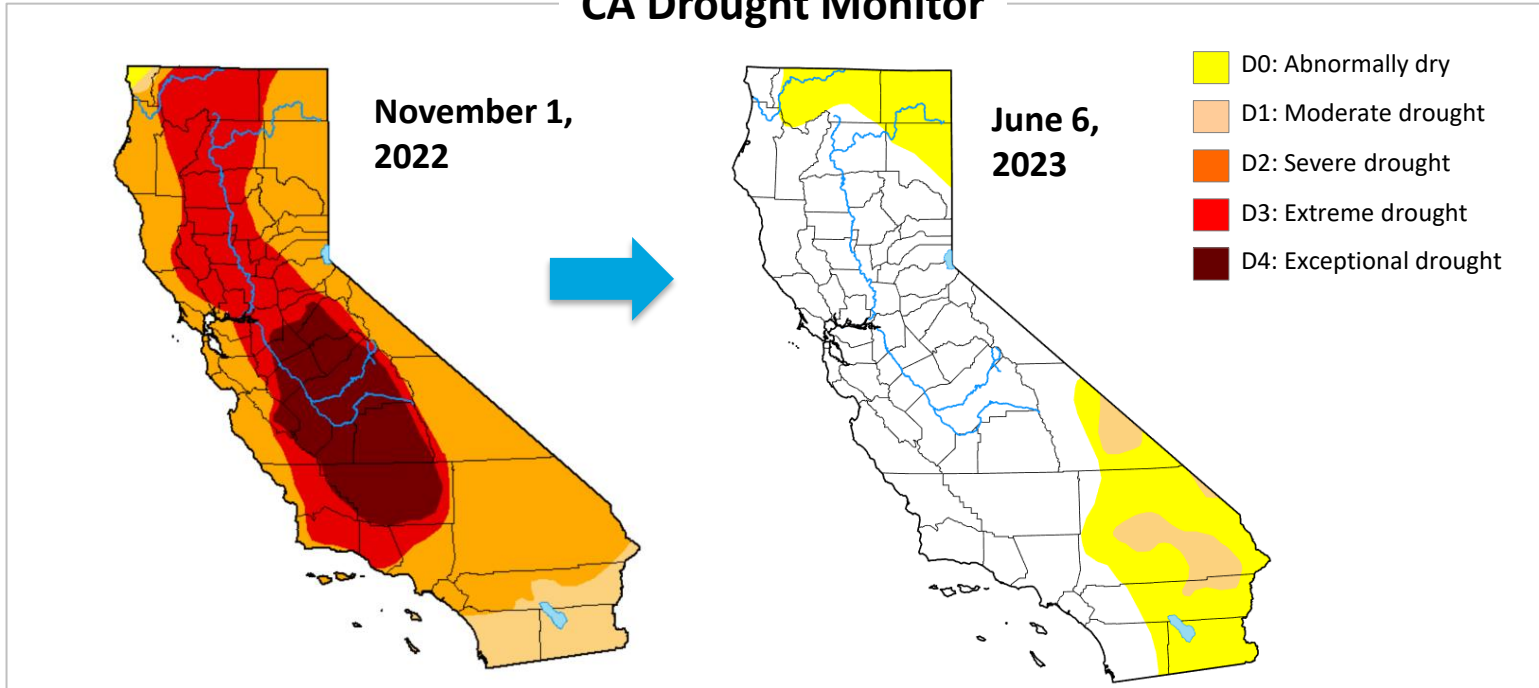 CA Drought Monitor
November 1,
2022
June 6,
2023
D0: Abnormally dry
D1: Moderate drought
D2: Severe drought
D3: Extreme drought
D4: Exceptional drought